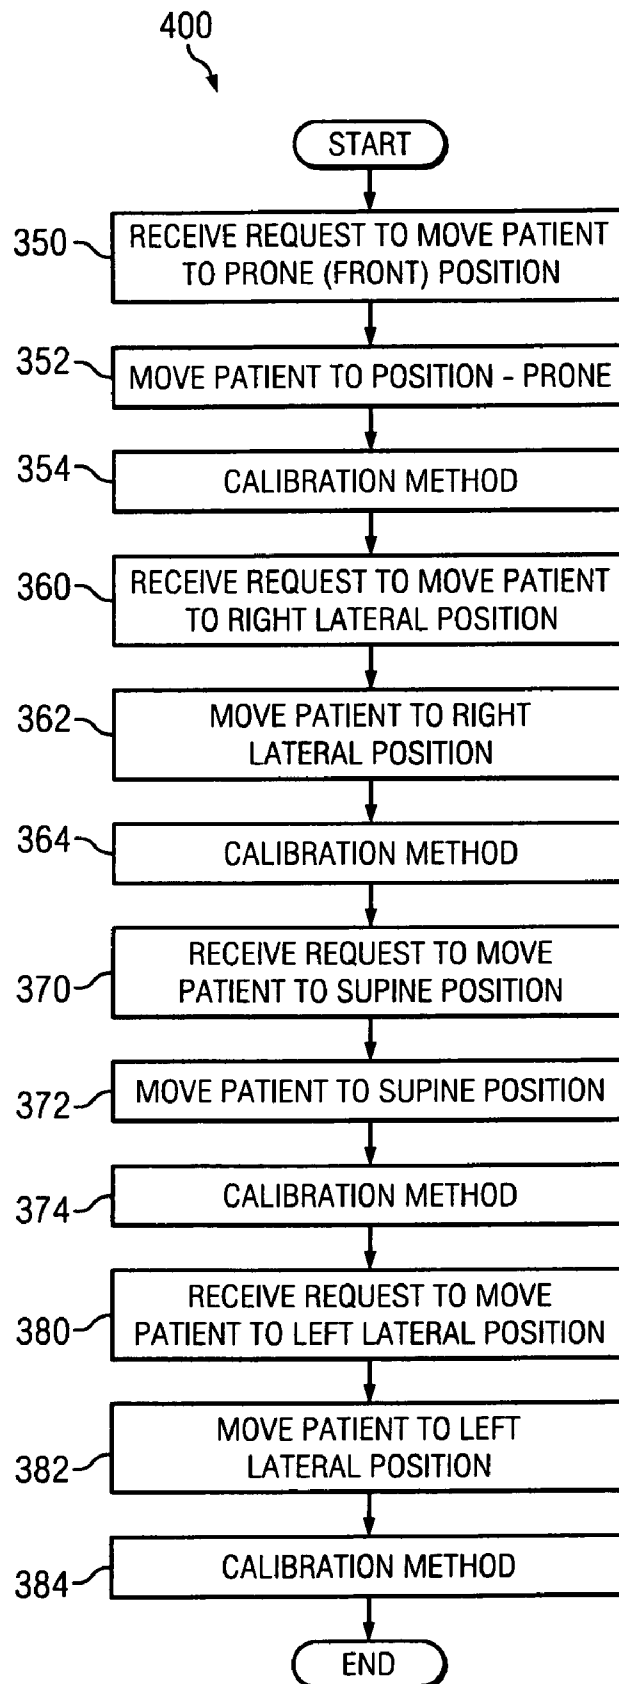 400
START
350
RECEIVE REQUEST TO MOVE PATIENT
TO PRONE (FRONT) POSITION
352
MOVE PATIENT TO POSITION - PRONE
354
CALIBRATION METHOD
360
RECEIVE REQUEST TO MOVE PATIENT
TO RIGHT LATERAL POSITION
362
MOVE PATIENT TO RIGHT
LATERAL POSITION
364
CALIBRATION METHOD
370
RECEIVE REQUEST TO MOVE
PATIENT TO SUPINE POSITION
372
MOVE PATIENT TO SUPINE POSITION
374
CALIBRATION METHOD
380
RECEIVE REQUEST TO MOVE
PATIENT TO LEFT LATERAL POSITION
382
MOVE PATIENT TO LEFT
LATERAL POSITION
384
CALIBRATION METHOD
END